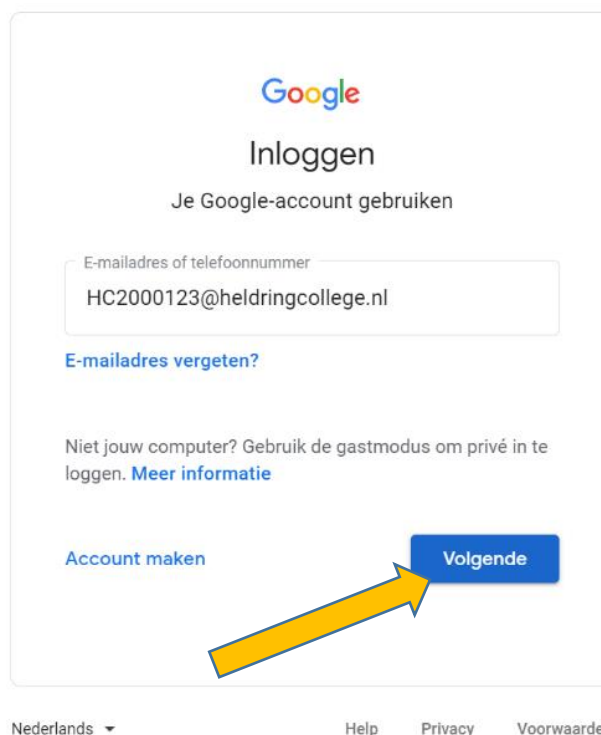 Google
Inloggen
Je Google-account gebruiken
E-mailadres of telefoonnummer
HC2000123@heldringcollege.nl
E-mailadres vergeten?
Niet jouw computer? Gebruik de gastmodus om privé in te
loggen. Meer informatie
Account maken Volgende
Nederlands Help Privacy Voorwaarde